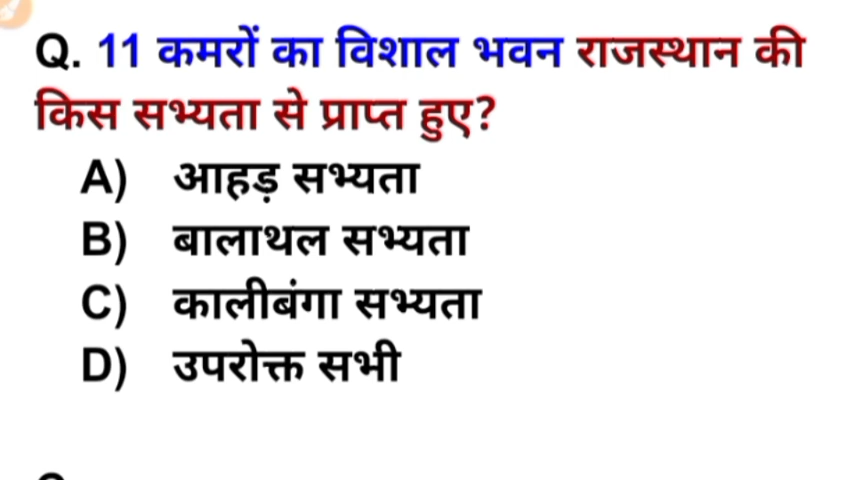 Q. 11 कमरों का विशाल भवन राजस्थान की
किस सभ्यता से प्राप्त हुए?
A) आहड़ सभ्यता
B) बालाथल सभ्यता
C) कालीबंगा सभ्यता
D) उपरोक्त सभी